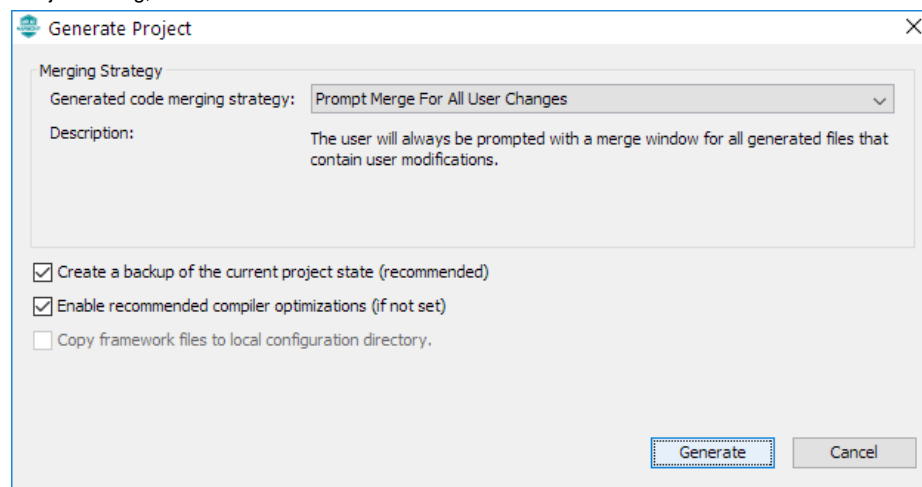 Generate Project
Merging Strategy
Generated code merging strategy: Prompt Merge For All User Changes
Description: The user will always be prompted with a merge window for all generated files that
contain user modifications.
Create a backup of the current project state (recommended)
Enable recommended compiler optimizations (if not set)
Copy framework files to local configuration directory.
Generate Cancel